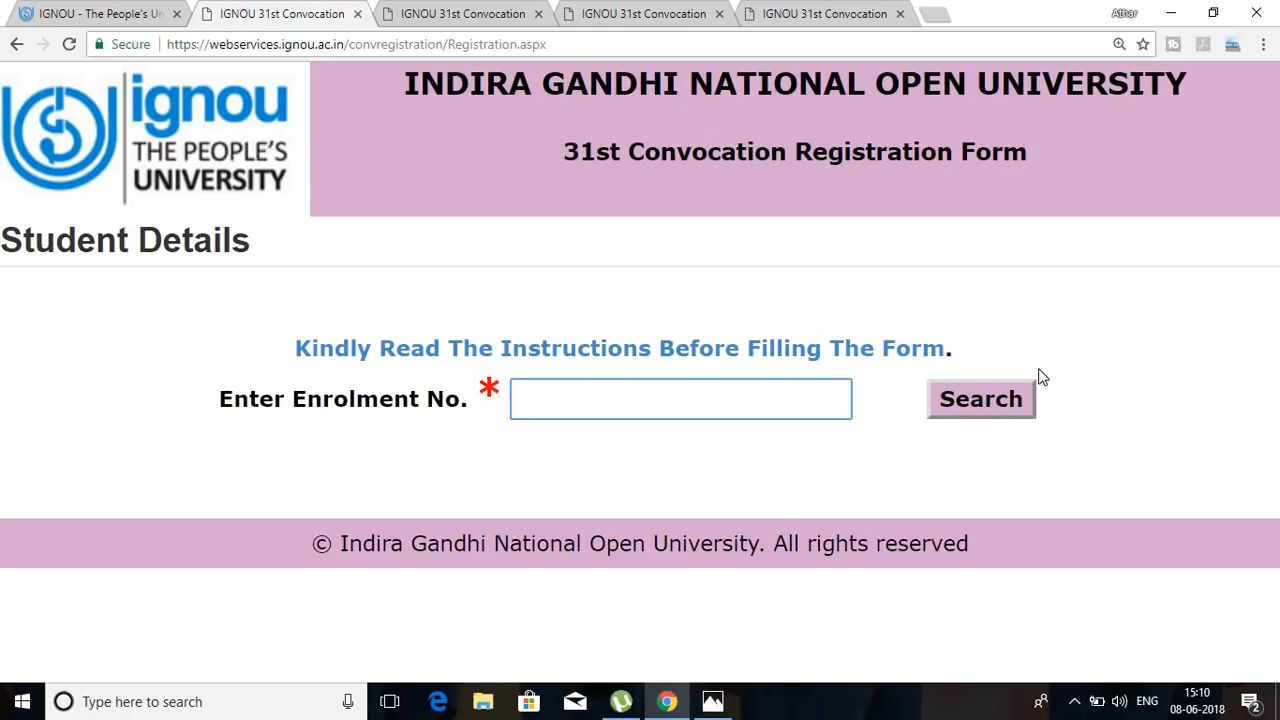 IGNOU - The People's Un
IGNOU 31st Convocation
IGNOU 31st Convocation
IGNOU 31st Convocation
IGNOU 31st Convocation
Athar
Secure
https://webservices.ignou.ac.in/convregistration/Registration.aspx
ignou
THE PEOPLE'S
UNIVERSITY
INDIRA GANDHI NATIONAL OPEN UNIVERSITY
31st Convocation Registration Form
Student Details
Kindly Read The Instructions Before Filling The Form.
Enter Enrolment No. *
Search
© Indira Gandhi National Open University. All rights reserved
Type here to search
ENG
15:10
08-06-2018
2